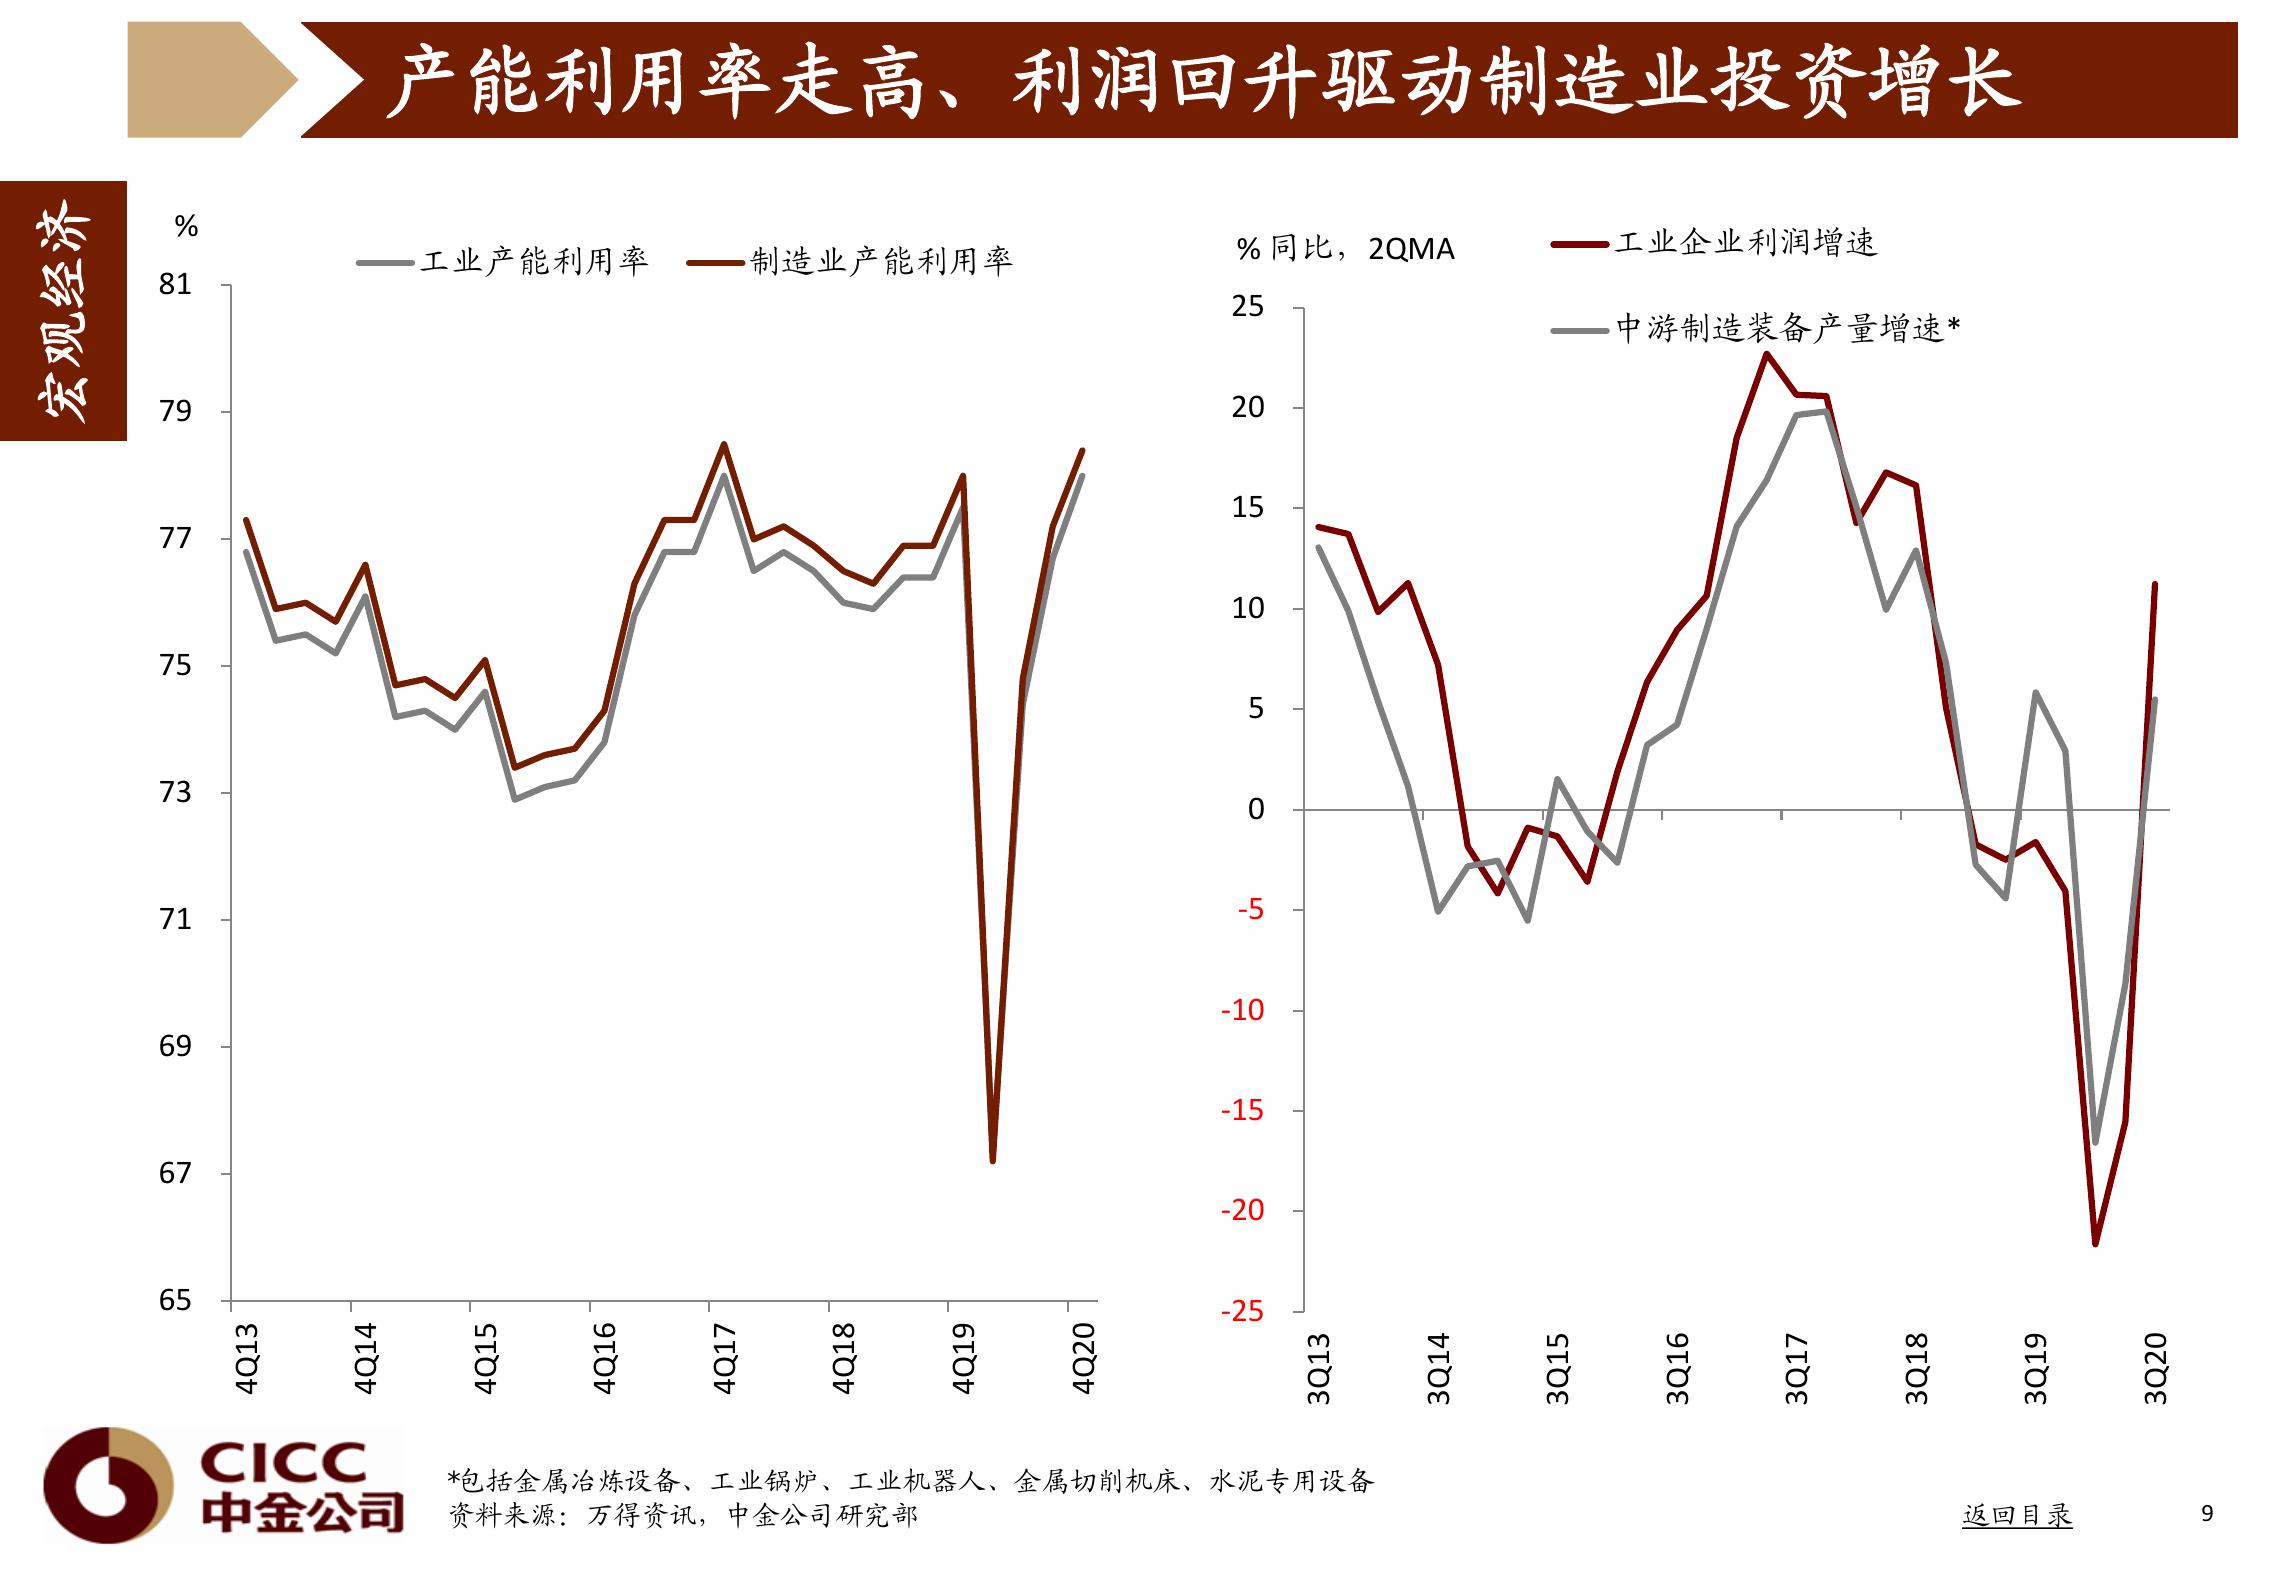 产能利用率走高、利润回升驱动制造业投资增长
宏观经济
%
工业产能利用率
制造业产能利用率
81
79
77
75
73
71
69
67
65
4Q13
4Q14
4Q15
4Q16
4Q17
4Q18
4Q19
4Q20
% 同比，2QMA
工业企业利润增速
中游制造装备产量增速*
25
20
15
10
5
0
-5
-10
-15
-20
-25
3Q13
3Q14
3Q15
3Q16
3Q17
3Q18
3Q19
3Q20
CICC
中金公司
*包括金属冶炼设备、工业锅炉、工业机器人、金属切削机床、水泥专用设备
资料来源：万得资讯，中金公司研究部
返回目录
9